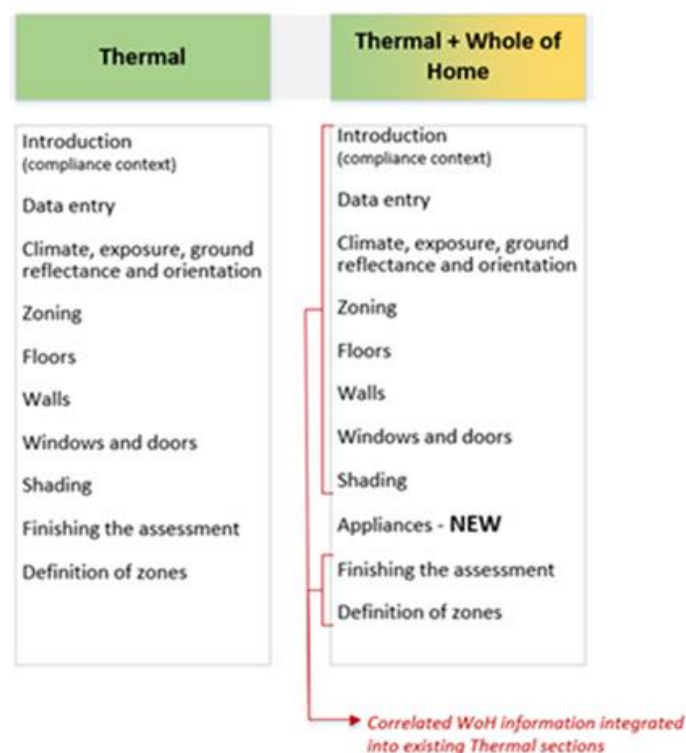 Thermal
Introduction
(compliance context)
Data entry
Climate, exposure, ground
reflectance and orientation
Zoning
Floors
Walls
Windows and doors
Shading
Finishing the assessment
Definition of zones
Thermal + Whole of
Home
Introduction
(compliance context)
Data entry
Climate, exposure, ground
reflectance and orientation
Zoning
Floors
Walls
Windows and doors
Shading
Appliances - NEW
Finishing the assessment
Definition of zones
Correlated WoH information integrated
into existing Thermal sections